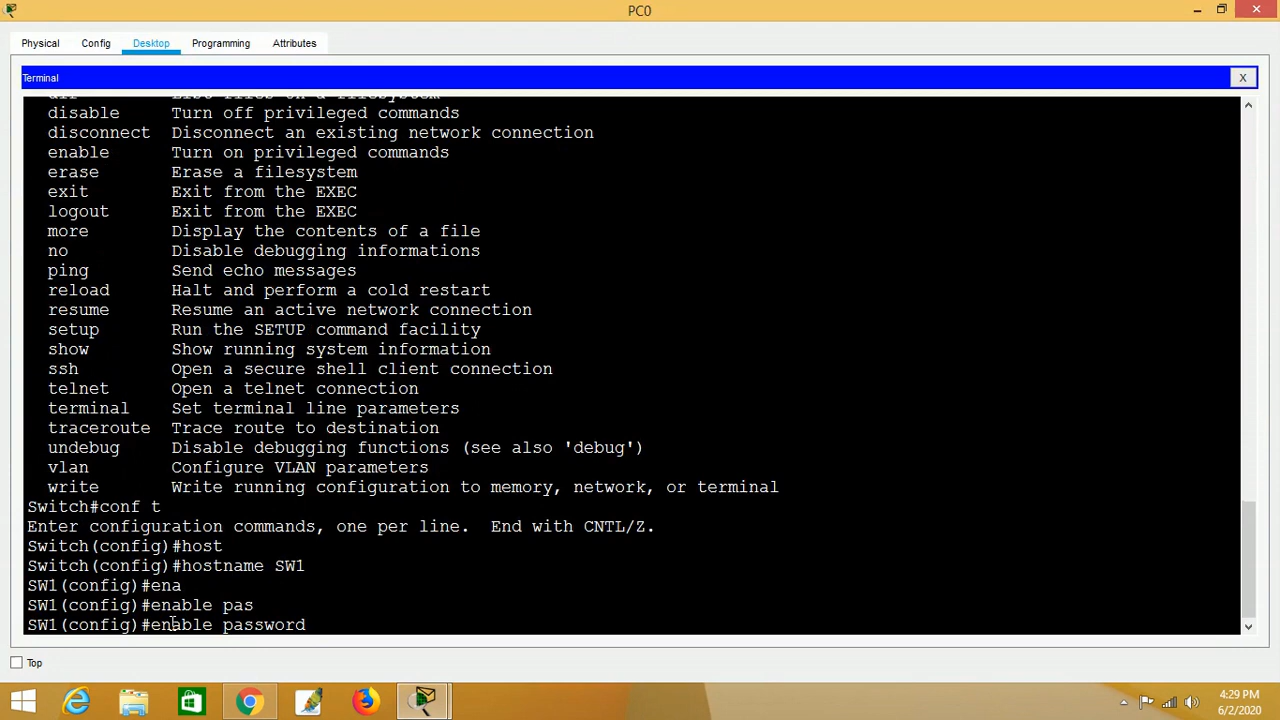 PC0
Physical Config Desktop Programming Attributes
Terminal X
dir List files on a filesystem
disable Turn off privileged commands
disconnect Disconnect an existing network connection
enable Turn on privileged commands
erase Erase a filesystem
exit Exit from the EXEC
logout Exit from the EXEC
more Display the contents of a file
no Disable debugging informations
ping Send echo messages
reload Halt and perform a cold restart
resume Resume an active network connection
setup Run the SETUP command facility
show Show running system information
ssh Open a secure shell client connection
telnet Open a telnet connection
terminal Set terminal line parameters
traceroute Trace route to destination
undebug Disable debugging functions (see also 'debug')
vlan Configure VLAN parameters
write Write running configuration to memory, network, or terminal
Switch#conf t
Enter configuration commands, one per line. End with CNTL/Z.
Switch(config)#host
Switch(config)#hostname SW1
SW1(config)#ena
SW1(config)#enable pas
SW1(config)#enable password
Top
4:29 PM
6/2/2020